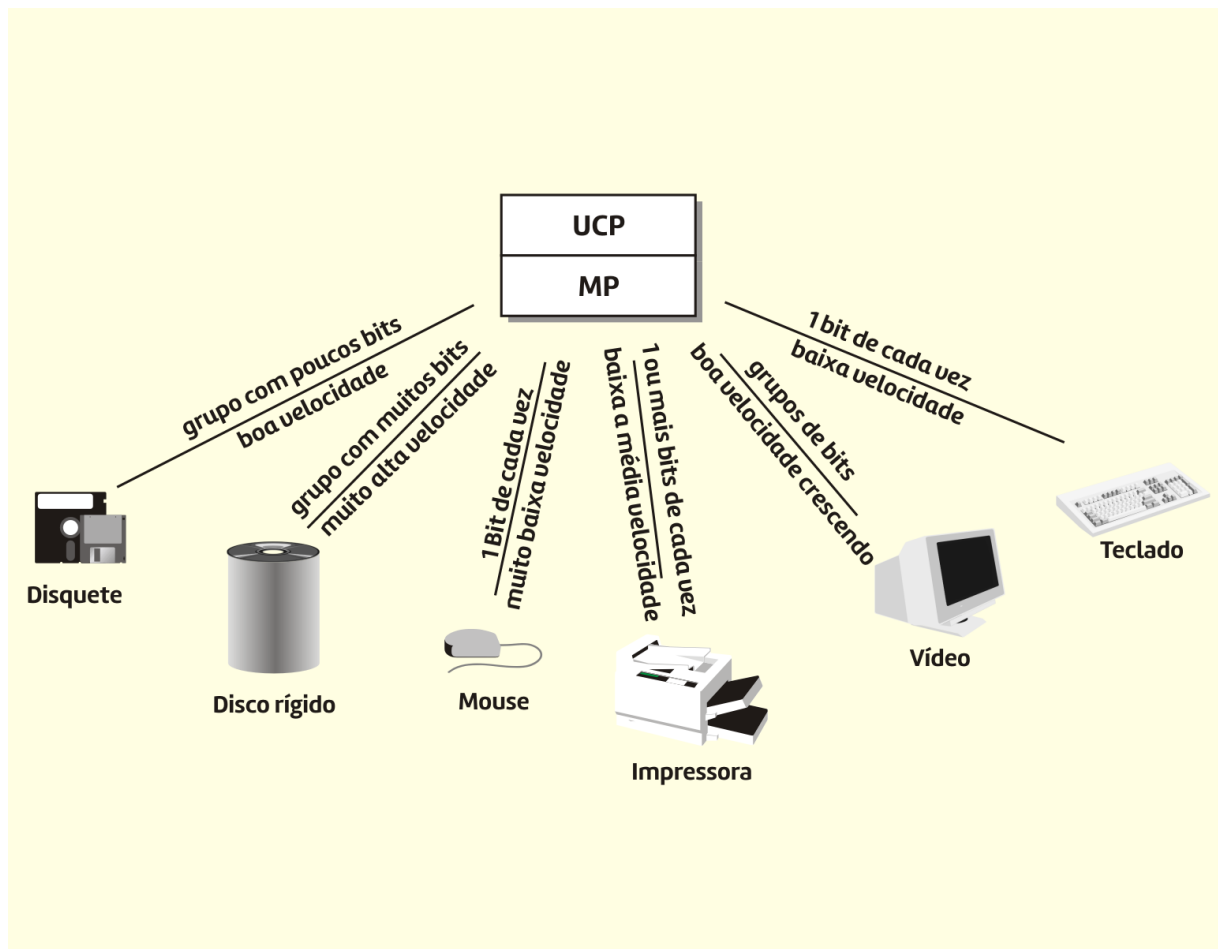 UCP
MP
grupo com poucos bits
boa velocidade
grupo com muitos bits
muito alta velocidade
1 Bit de cada vez
muito baixa velocidade
1 ou mais bits de cada vez
baixa a média velocidade
grupos de bits
boa velocidade crescendo
1 bit de cada vez
baixa velocidade
Disquete
Disco rígido
Mouse
Impressora
Vídeo
Teclado